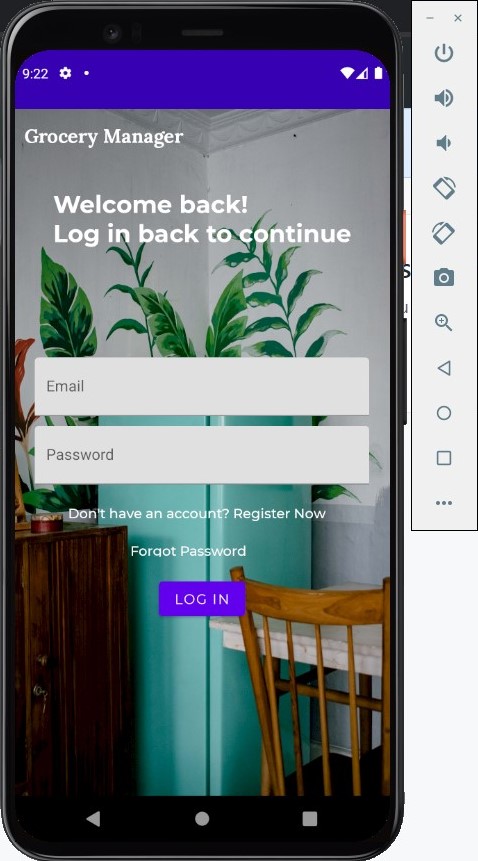 9:22
Grocery Manager
Welcome back!
Log in back to continue
Email
Password
Don't have an account? Register Now
Forgot Password
LOG IN